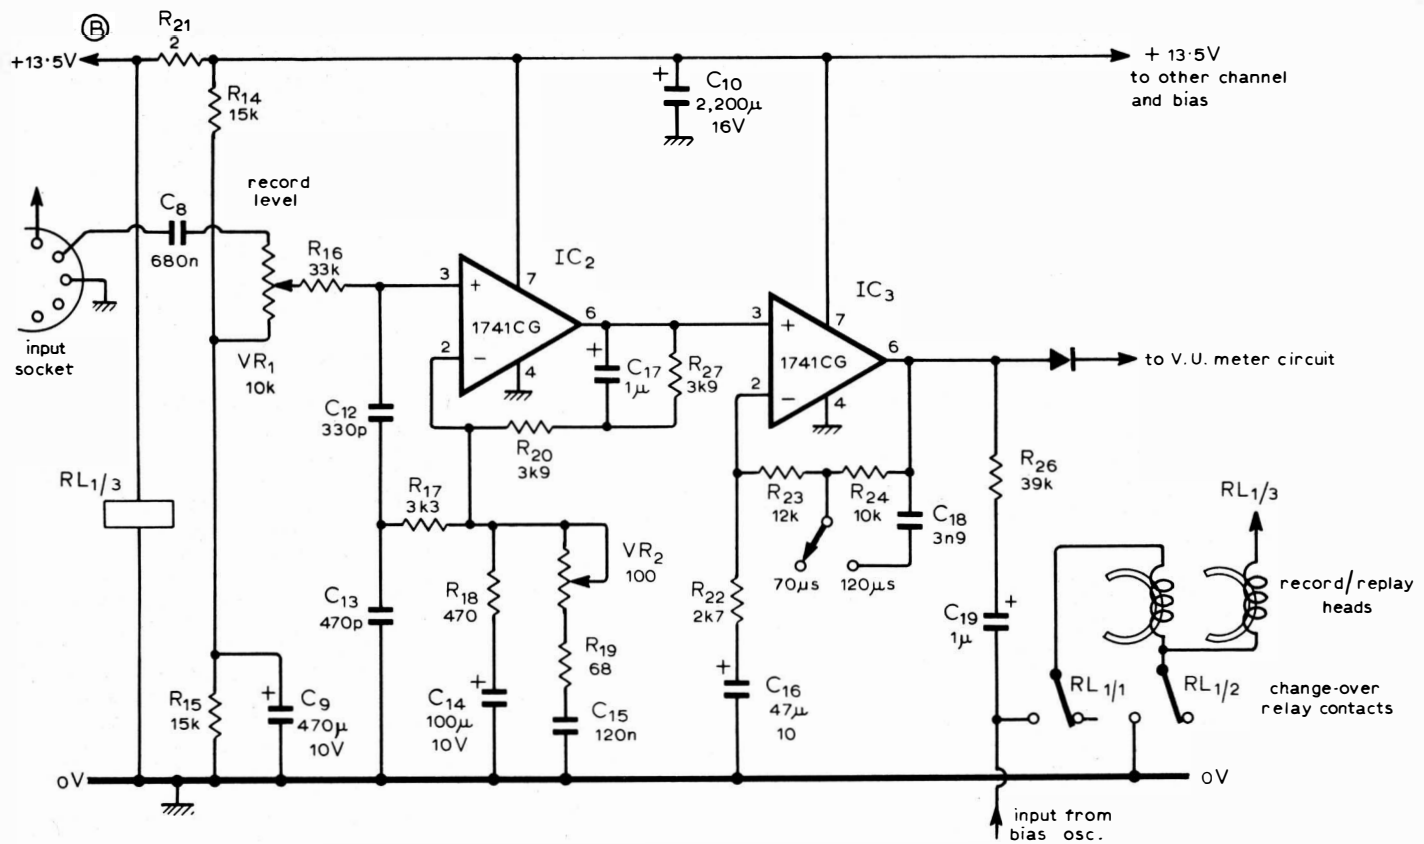 B
R21
2
+13·5V
+ 13·5V
to other channel
and bias
R14
15k
+
C10
2,200µ
16V
record
level
C8
680n
R16
33k
input
socket
VR1
10k
3
+
7
IC2
1741CG
6
2
−
4
+
C17
1µ
R27
3k9
3
+
7
IC3
1741CG
6
2
−
4
to V.U. meter circuit
C12
330p
R20
3k9
RL1/3
R17
3k3
R23
12k
R24
10k
C18
3n9
R26
39k
RL1/3
70µs
120µs
VR2
100
record/replay
heads
C13
470p
R18
470
R22
2k7
C19
+
1µ
R19
68
R15
15k
+
C9
470µ
10V
+
C14
100µ
10V
C15
120n
+
C16
47µ
10
RL1/1
RL1/2
change-over
relay contacts
0V
0V
input from
bias osc.